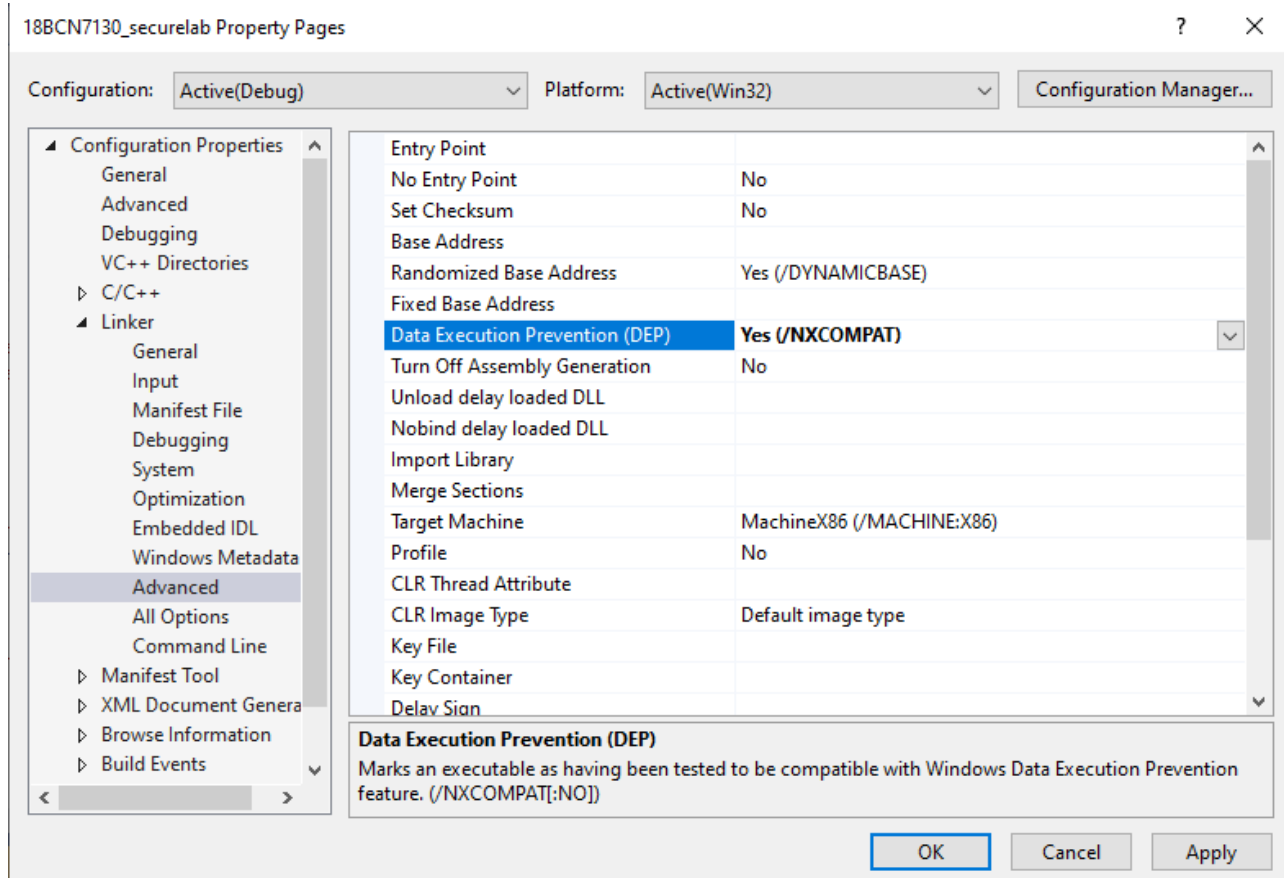 18BCN7130_securelab Property Pages
?
Configuration: Active(Debug) Platform: Active(Win32) Configuration Manager...
Configuration Properties
General
Advanced
Debugging
VC++ Directories
C/C++
Linker
General
Input
Manifest File
Debugging
System
Optimization
Embedded IDL
Windows Metadata
Advanced
All Options
Command Line
Manifest Tool
XML Document Genera
Browse Information
Build Events
Entry Point
No Entry Point No
Set Checksum No
Base Address
Randomized Base Address Yes (/DYNAMICBASE)
Fixed Base Address
Data Execution Prevention (DEP) Yes (/NXCOMPAT)
Turn Off Assembly Generation No
Unload delay loaded DLL
Nobind delay loaded DLL
Import Library
Merge Sections
Target Machine MachineX86 (/MACHINE:X86)
Profile No
CLR Thread Attribute
CLR Image Type Default image type
Key File
Key Container
Delay Sign
Data Execution Prevention (DEP)
Marks an executable as having been tested to be compatible with Windows Data Execution Prevention
feature. (/NXCOMPAT[:NO])
OK Cancel Apply